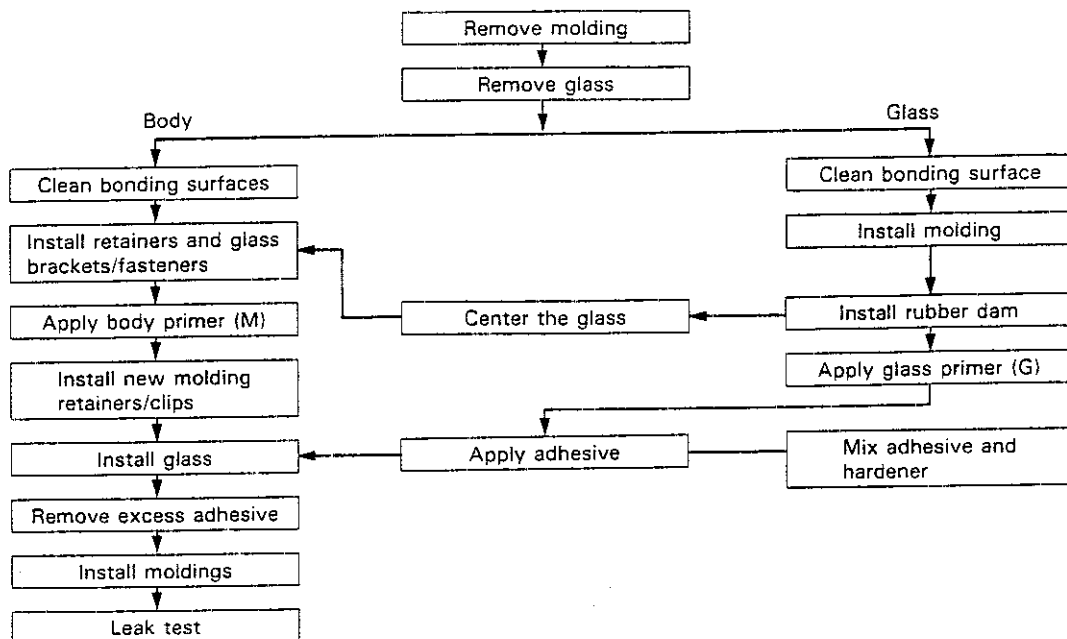 Remove molding
Remove glass
Body
Glass
Clean bonding surfaces
Install retainers and glass
brackets/fasteners
Apply body primer (M)
Install new molding
retainers/clips
Install glass
Remove excess adhesive
Install moldings
Leak test
Center the glass
Apply adhesive
Clean bonding surface
Install molding
Install rubber dam
Apply glass primer (G)
Mix adhesive and
hardener